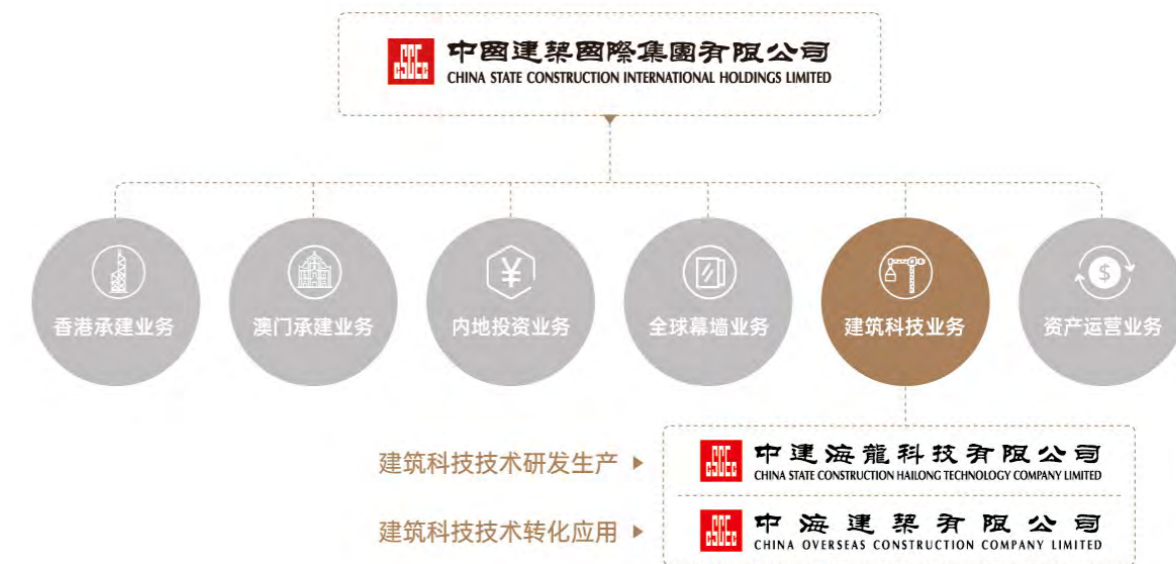 中國建築國際集團有限公司
CHINA STATE CONSTRUCTION INTERNATIONAL HOLDINGS LIMITED
香港承建业务
澳门承建业务
内地投资业务
全球幕墙业务
建筑科技业务
资产运营业务
建筑科技技术研发生产
中建海龍科技有限公司
CHINA STATE CONSTRUCTION HAILONG TECHNOLOGY COMPANY LIMITED
建筑科技技术转化应用
中海建築有限公司
CHINA OVERSEAS CONSTRUCTION COMPANY LIMITED